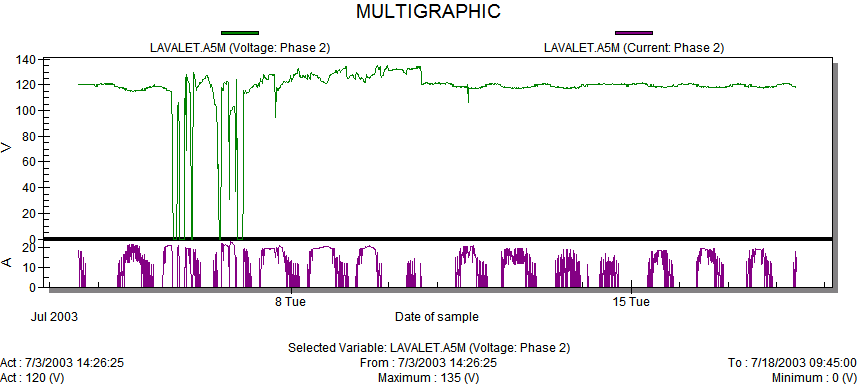 MULTIGRAPHIC
LAVALET.A5M (Voltage: Phase 2) LAVALET.A5M (Current: Phase 2)
140
120
100
80
60
40
20
0
V
20
10
0
A
8 Tue 15 Tue
Jul 2003 Date of sample
Selected Variable: LAVALET.A5M (Voltage: Phase 2)
Act : 7/3/2003 14:26:25 From : 7/3/2003 14:26:25 To : 7/18/2003 09:45:00
Act : 120 (V) Maximum : 135 (V) Minimum : 0 (V)